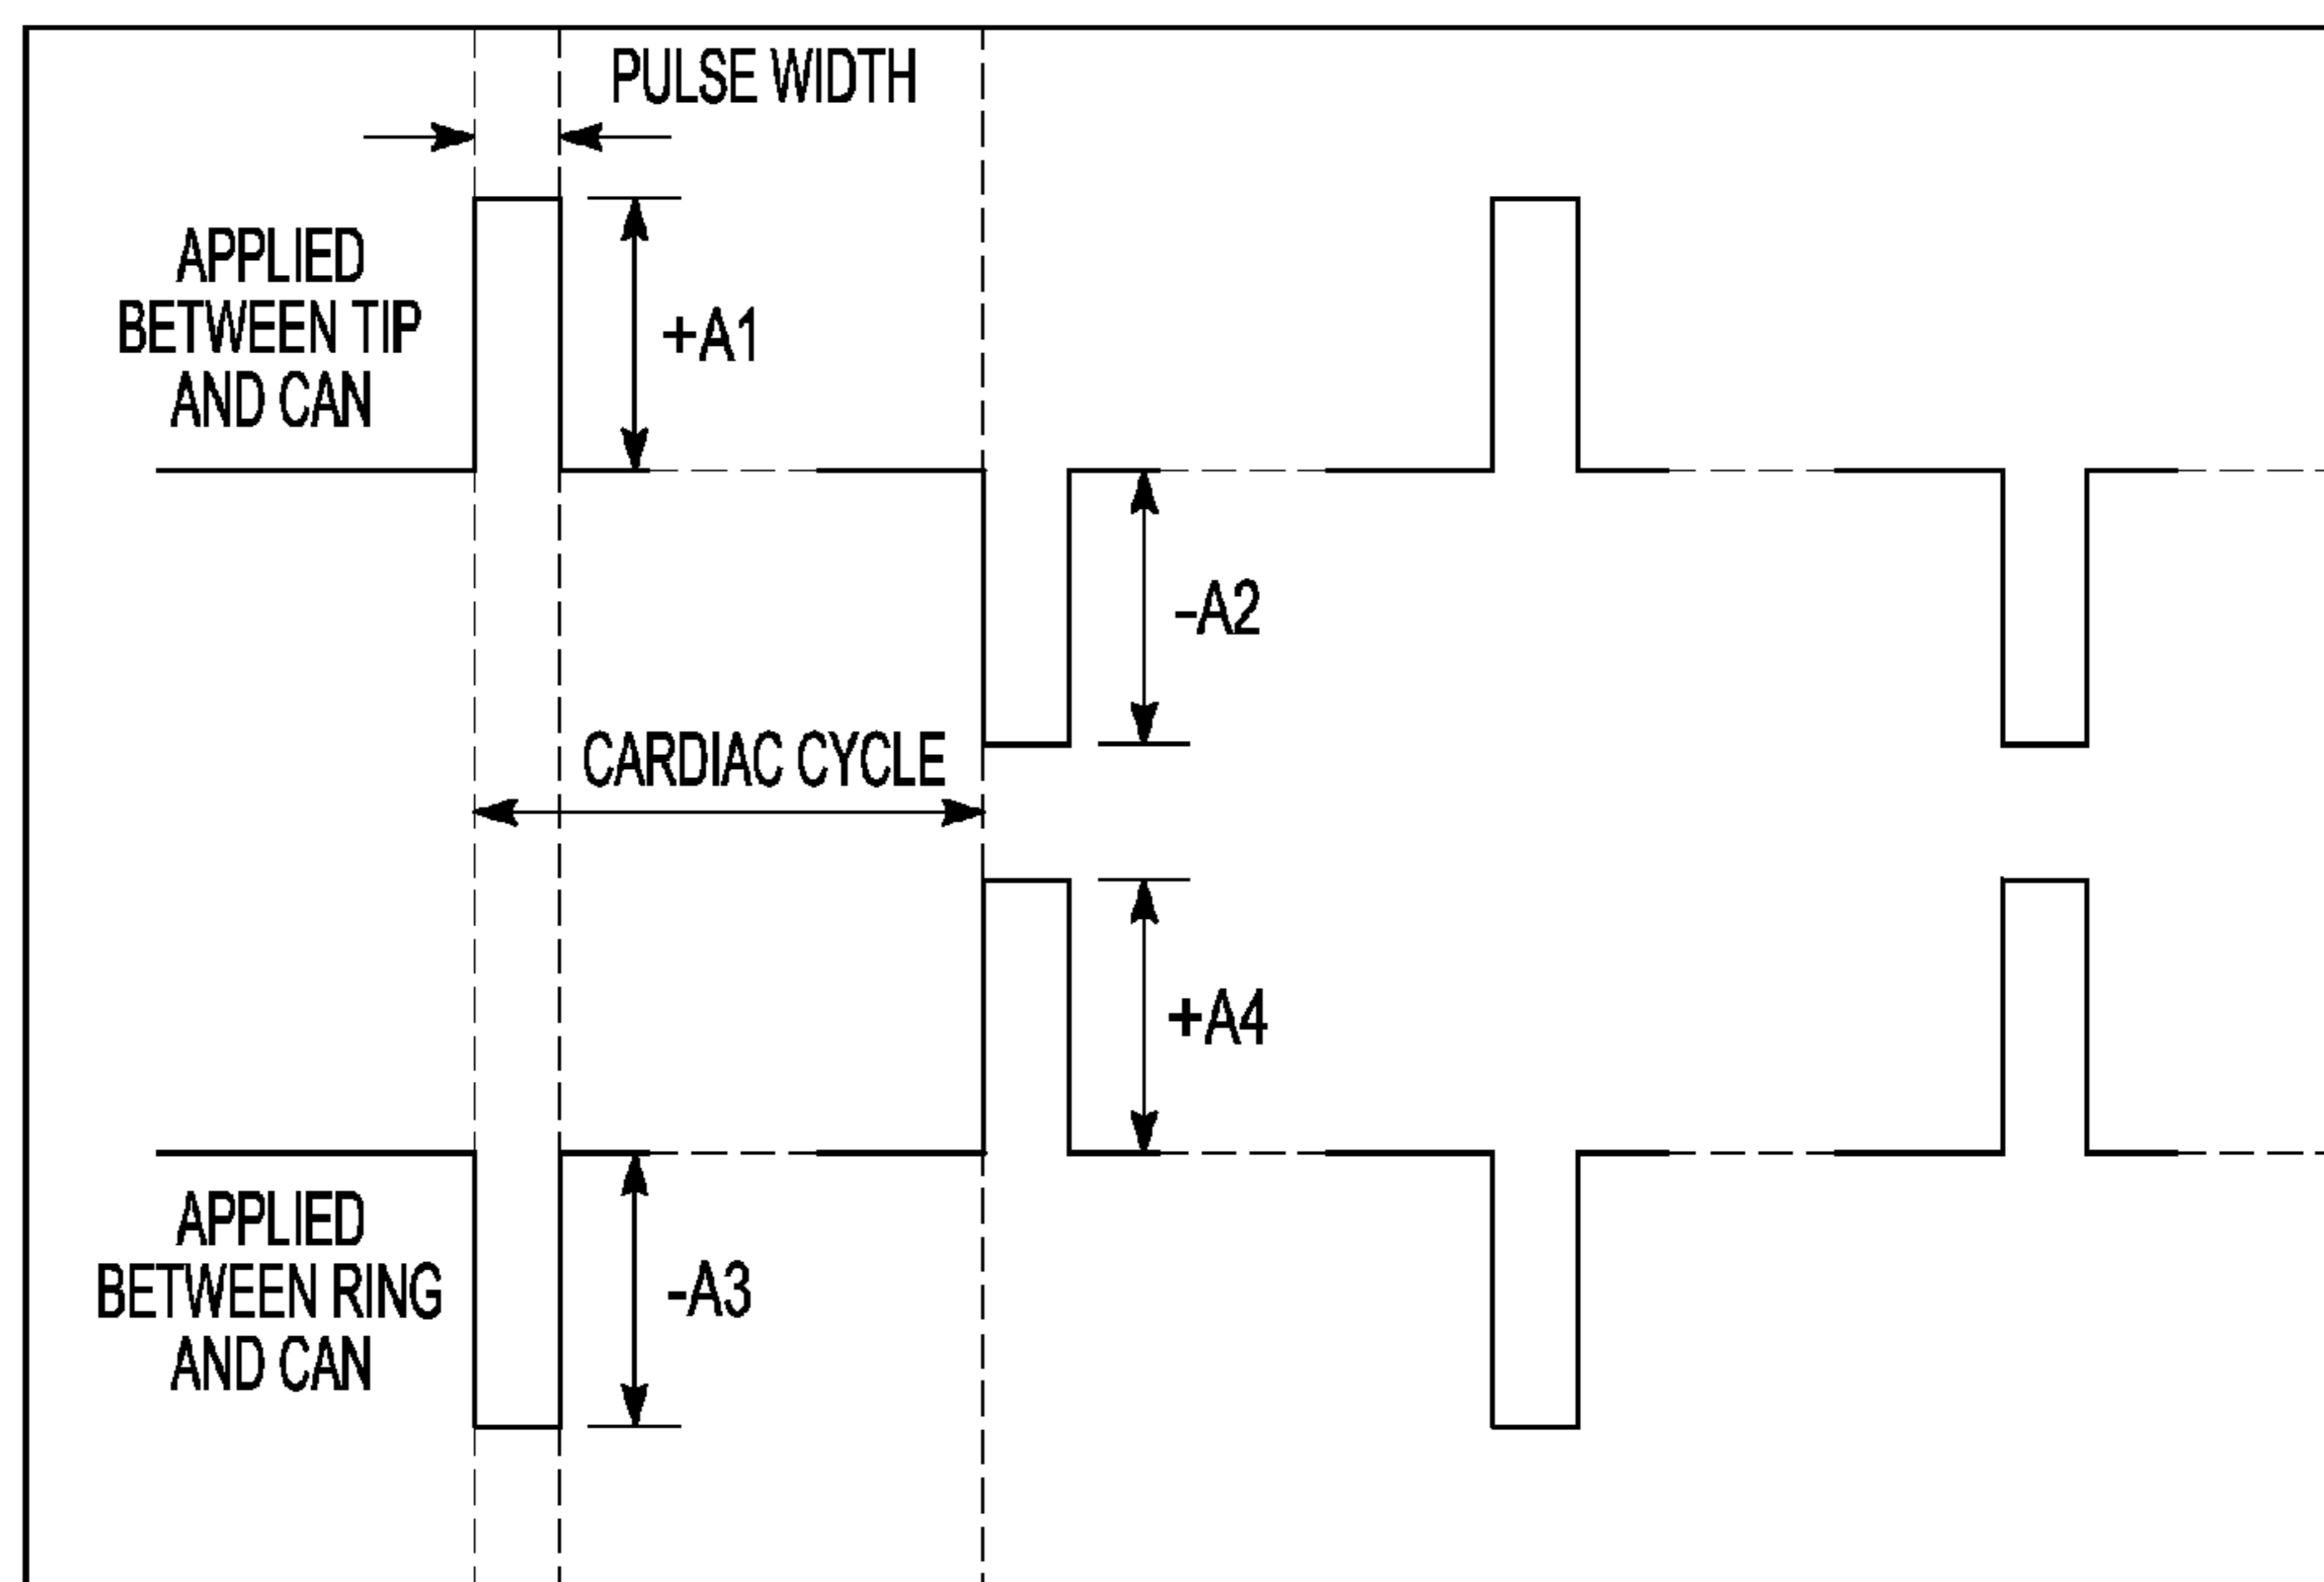 PULSE WIDTH
APPLIED
BETWEEN TIP
AND CAN
+A1
-A2
CARDIAC CYCLE
+A4
APPLIED
BETWEEN RING
AND CAN
-A3